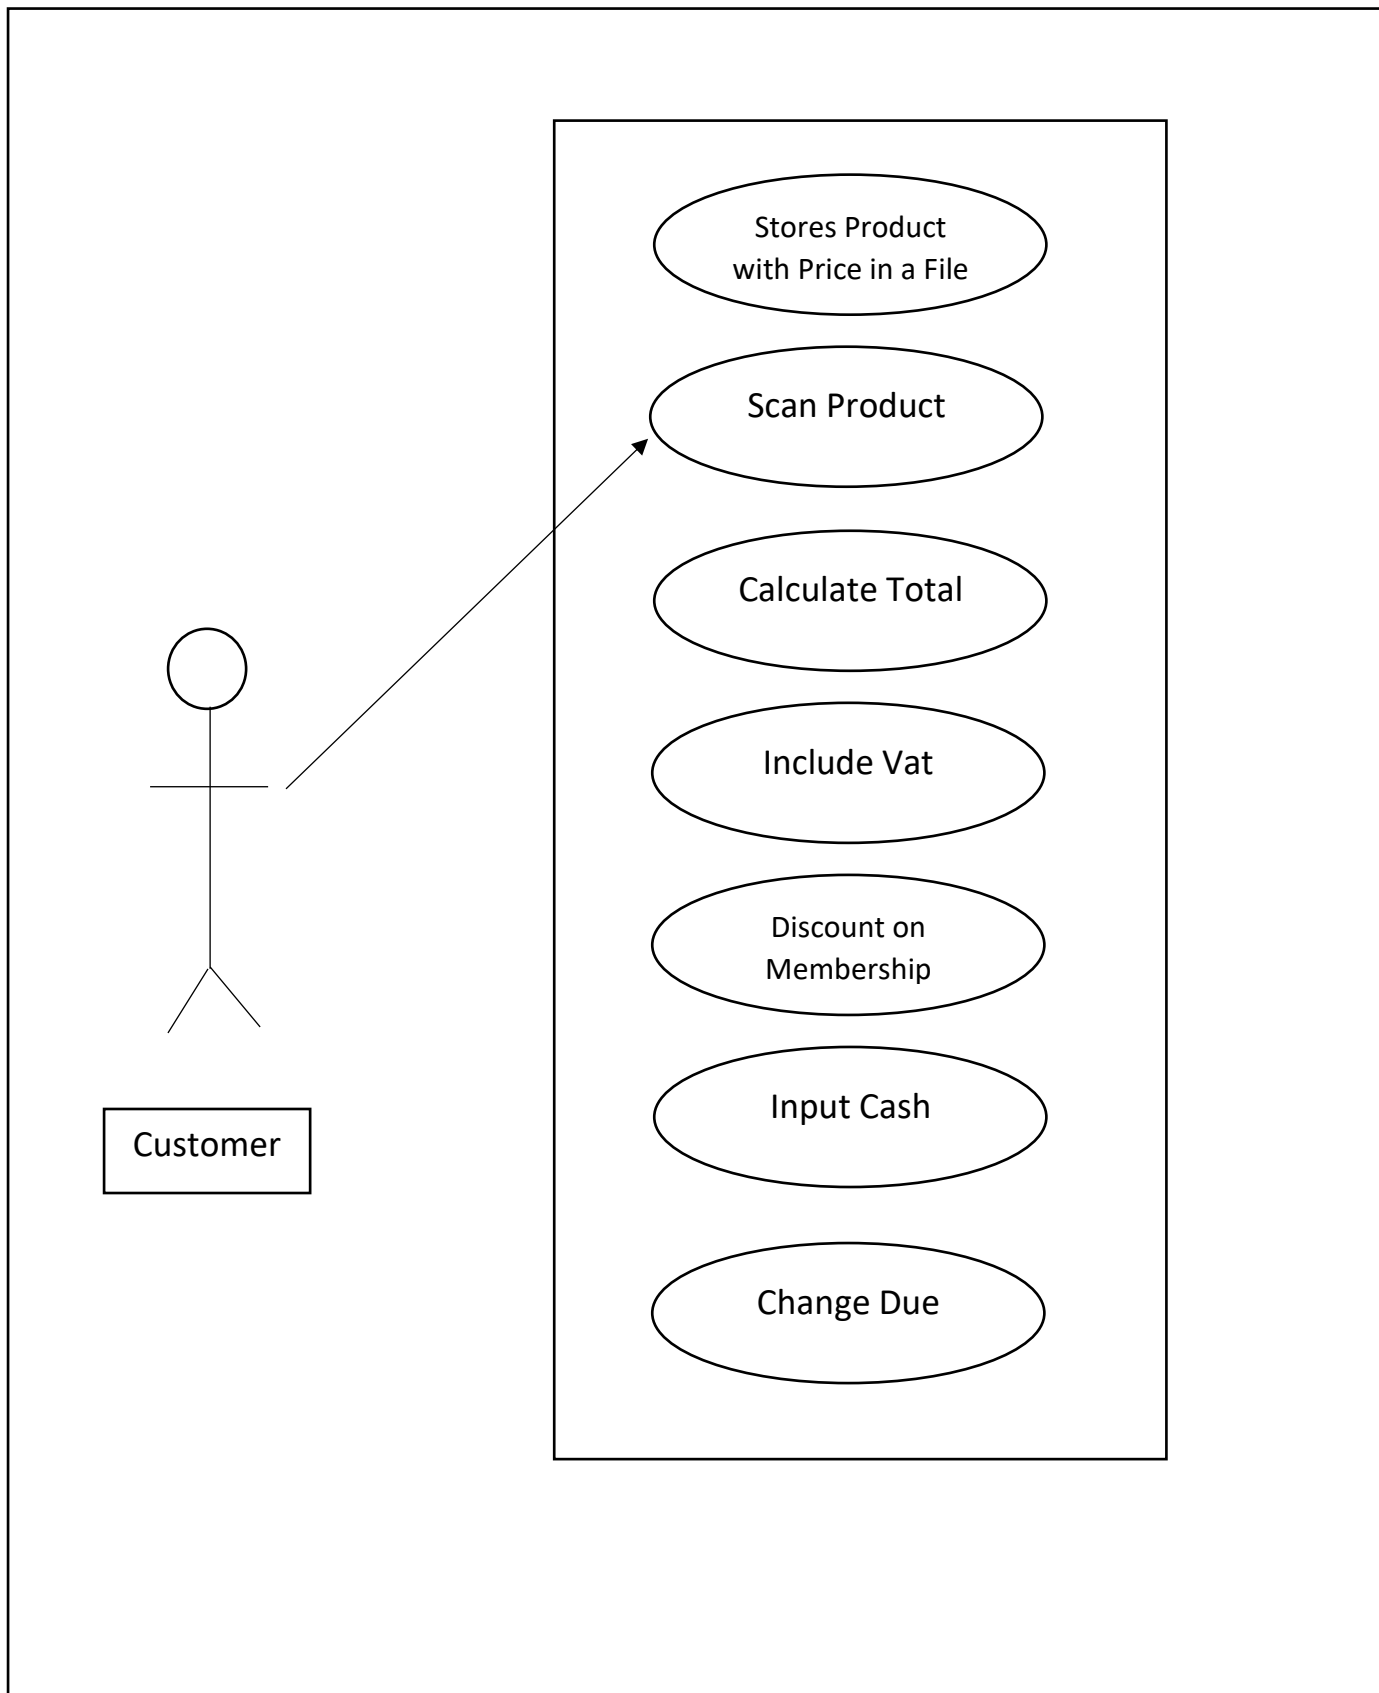 Stores Product
with Price in a File
Scan Product
Calculate Total
Include Vat
Discount on
Membership
Input Cash
Customer
Change Due